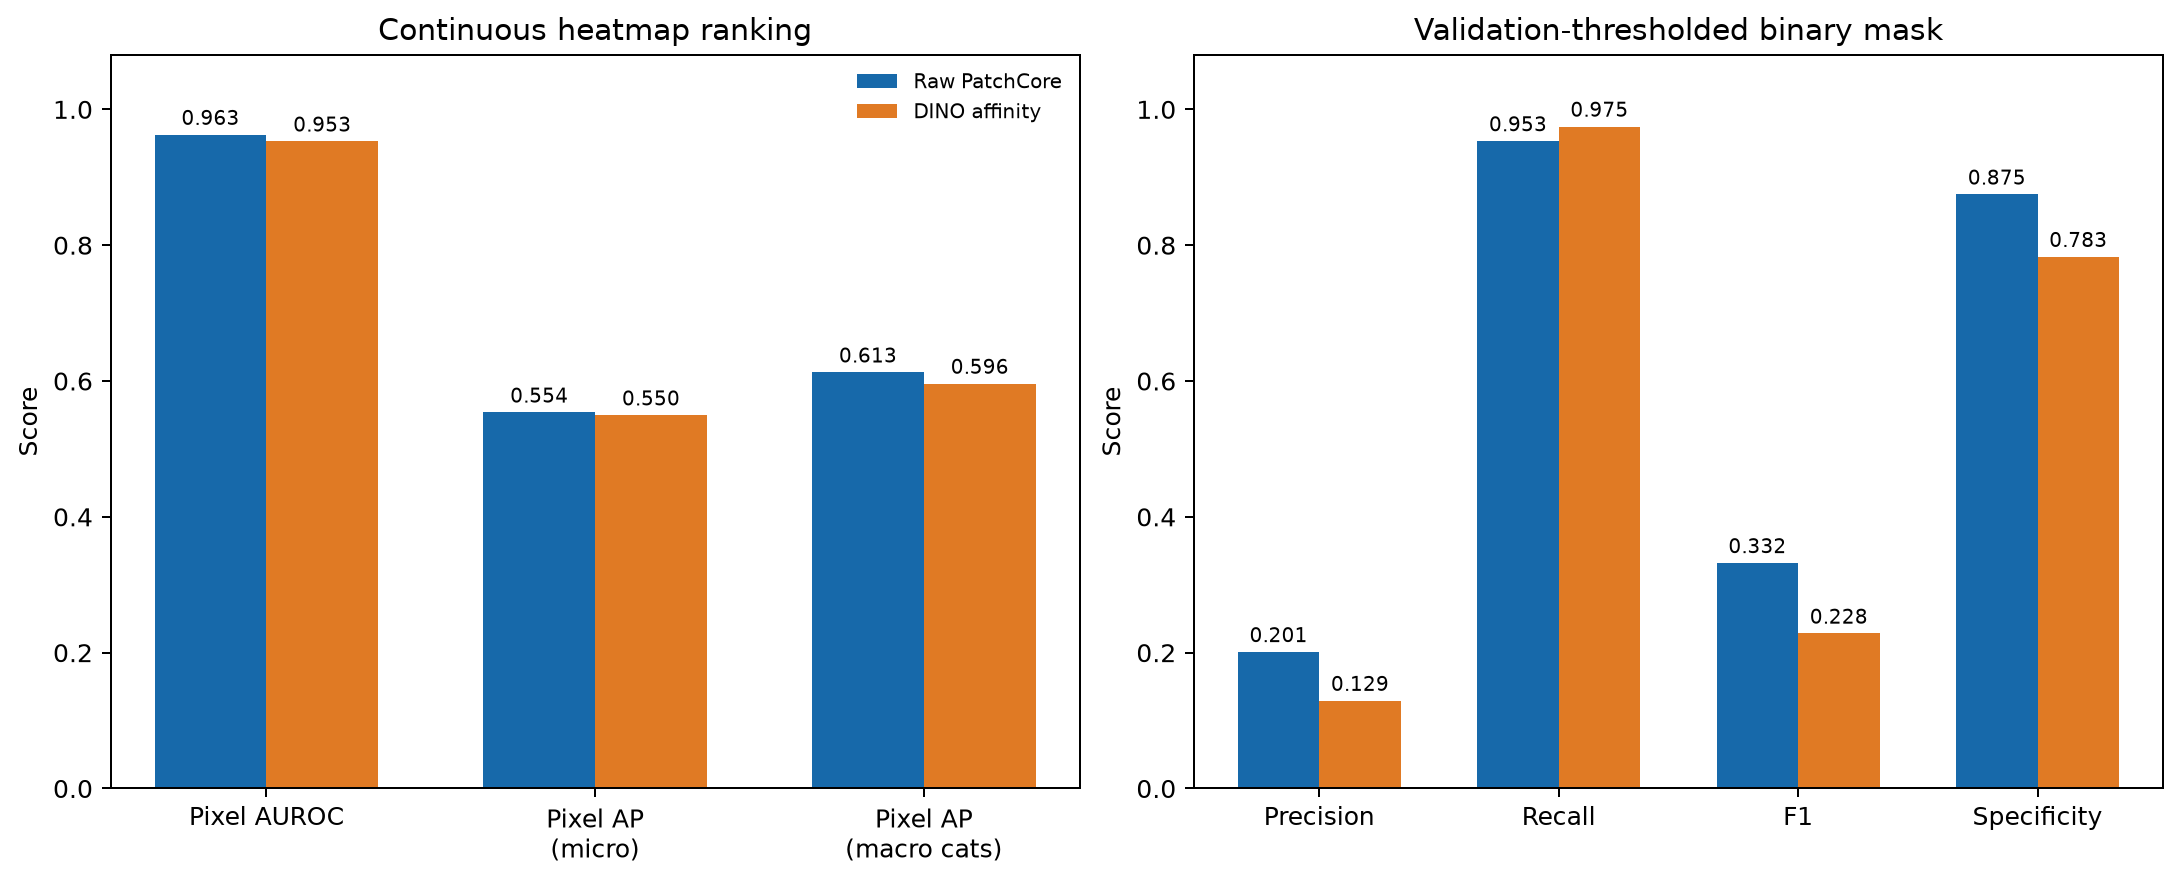 Continuous heatmap ranking
Score
1.0
0.8
0.6
0.4
0.2
0.0
Raw PatchCore
DINO affinity
0.963
0.953
0.554
0.550
0.613
0.596
Pixel AUROC
Pixel AP
(micro)
Pixel AP
(macro cats)
Validation-thresholded binary mask
Score
1.0
0.8
0.6
0.4
0.2
0.0
0.201
0.129
0.953
0.975
0.332
0.228
0.875
0.783
Precision
Recall
F1
Specificity